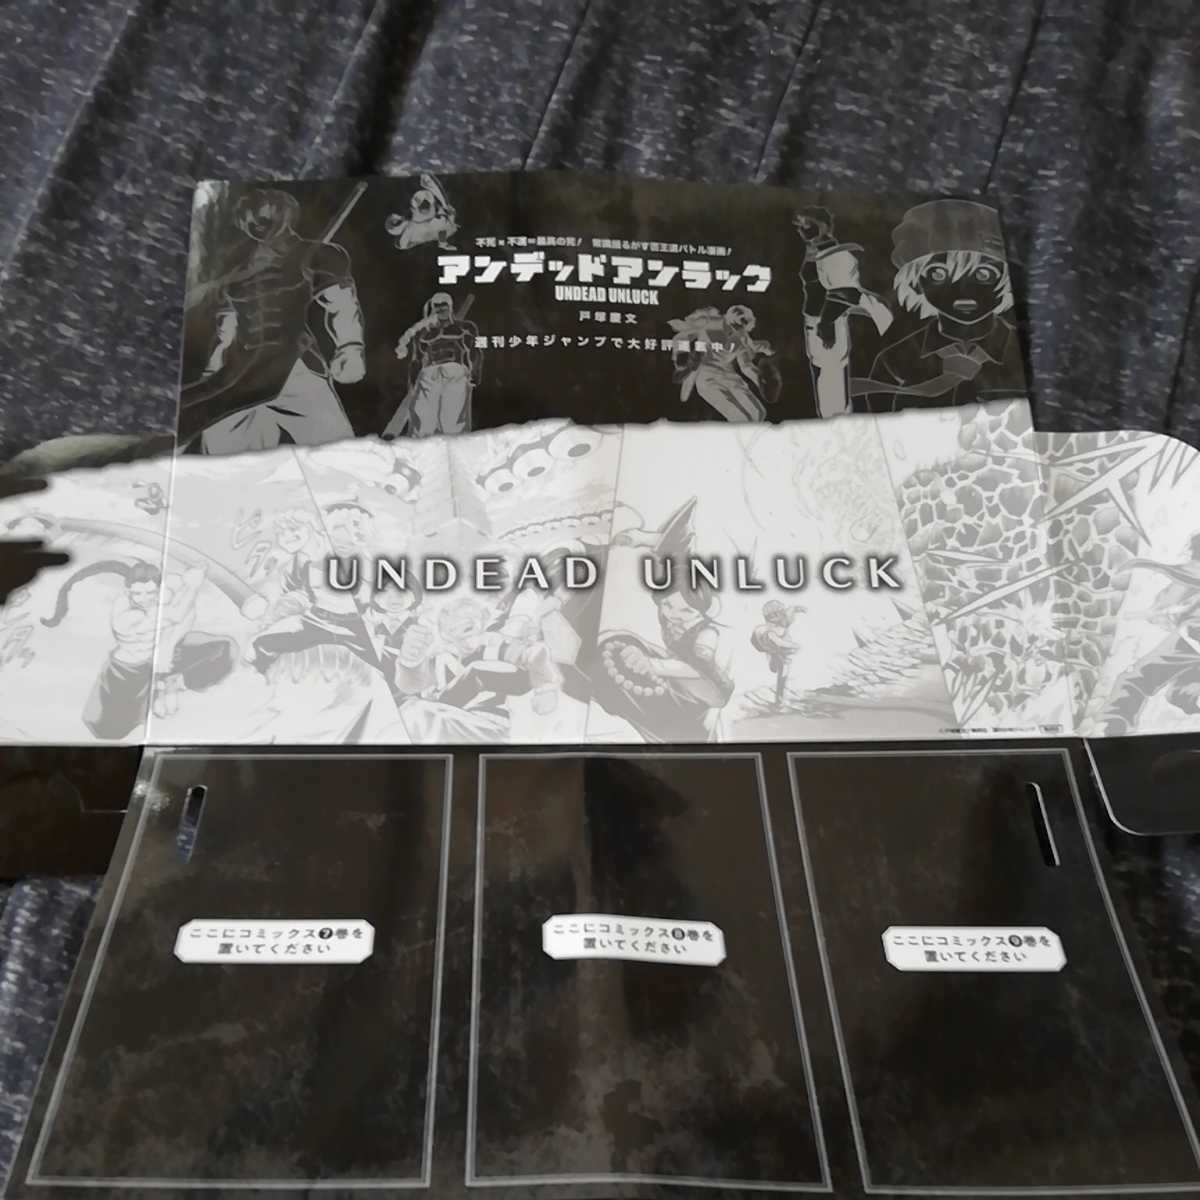 不死×不運＝最高の死! 常識揺るがす否王道バトル漫画!
アンデッドアンラック
UNDEAD UNLUCK
戸塚慶文
週刊少年ジャンプで大好評連載中!
UNDEAD UNLUCK
ここにコミックス7巻を
置いてください
ここにコミックス8巻を
置いてください
ここにコミックス9巻を
置いてください